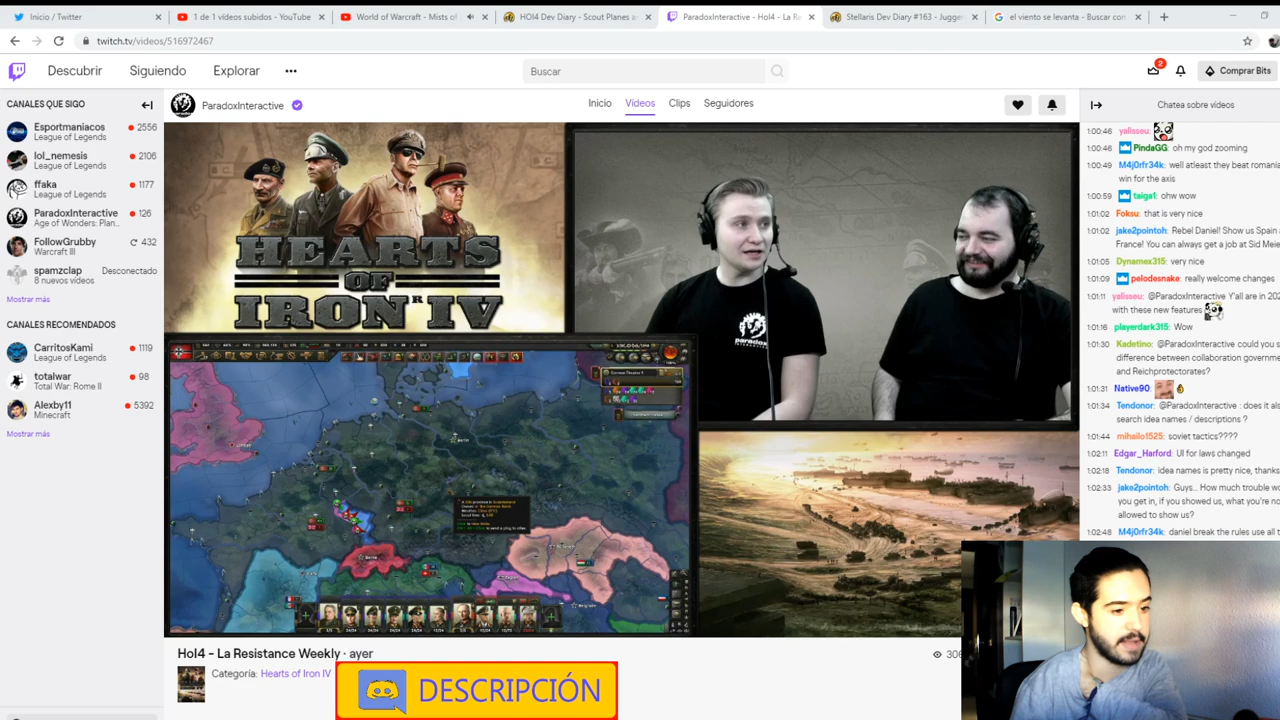 Inicio / Twitter
1 de 1 vídeos subidos - YouTube
World of Warcraft - Mists of
HOI4 Dev Diary - Scout Planes a
ParadoxInteractive - HoI4 - La Re
Stellaris Dev Diary #163 - Jugger
el viento se levanta - Buscar con
twitch.tv/videos/516972467
Descubrir
Siguiendo
Explorar
Buscar
2
Comprar Bits
CANALES QUE SIGO
Esportmaniacos
2556
League of Legends
lol_nemesis
2106
League of Legends
ffaka
1177
League of Legends
ParadoxInteractive
126
Age of Wonders: Plan...
FollowGrubby
432
Warcraft III
spamzclap
Desconectado
8 nuevos vídeos
Mostrar más
CANALES RECOMENDADOS
CarritosKami
1119
League of Legends
totalwar
98
Total War: Rome II
Alexby11
5392
Minecraft
Mostrar más
ParadoxInteractive
Inicio
Vídeos
Clips
Seguidores
HEARTS
OF
IRON IV
Chatea sobre vídeos
1:00:46 yalisseu:
1:00:46 PindaGG: oh my god zooming
1:00:49 M4j0rfr34k: well atleast they beat romania
win for the axis
1:00:59 taiga1: ohw wow
1:01:02 Foksu: that is very nice
1:01:02 jake2pointoh: Rebel Daniel! Show us Spain
France! You can always get a job at Sid Meie
1:01:05 Dynamex315: very nice
1:01:09 pelodesnake: really welcome changes
1:01:11 yalisseu: @ParadoxInteractive Y'all are in 202
with these new features
1:01:16 playerdark315: Wow
1:01:30 Kadetino: @ParadoxInteractive could you s
difference between collaboration governm
and Reichprotectorates?
1:01:31 Native90:
1:01:34 Tendonor: @ParadoxInteractive : does it als
search idea names / descriptions ?
1:01:44 mihailo1525: soviet tactics????
1:02:11 Edgar_Harford: UI for laws changed
1:02:18 Tendonor: idea names is pretty nice, thanks
1:02:33 jake2pointoh: Guys... How much trouble wo
you get in, if you showed us, what you're no
allowed to show us?
1:02:48 M4j0rfr34k: daniel break the rules use all t
HoI4 - La Resistance Weekly · ayer
306
Categoría: Hearts of Iron IV
DESCRIPCIÓN